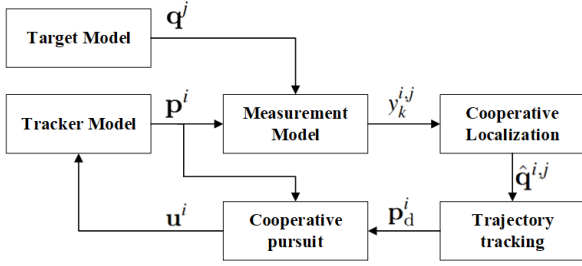 𝐪^j
Target Model
Tracker Model
𝐩^i
Measurement
Model
y_k^{i,j}
Cooperative
Localization
𝐪̂^{i,j}
𝐮^i
Cooperative
pursuit
𝐩_d^i
Trajectory
tracking